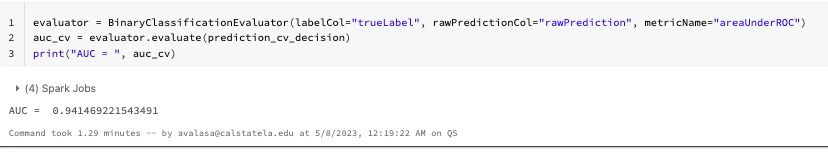 1 evaluator = BinaryClassificationEvaluator(labelCol="trueLabel", rawPredictionCol="rawPrediction", metricName="areaUnderROC")
2 auc_cv = evaluator.evaluate(prediction_cv_decision)
3 print("AUC = ", auc_cv)
(4) Spark Jobs
AUC =  0.941469221543491
Command took 1.29 minutes -- by avalasa@calstatela.edu at 5/8/2023, 12:19:22 AM on QS